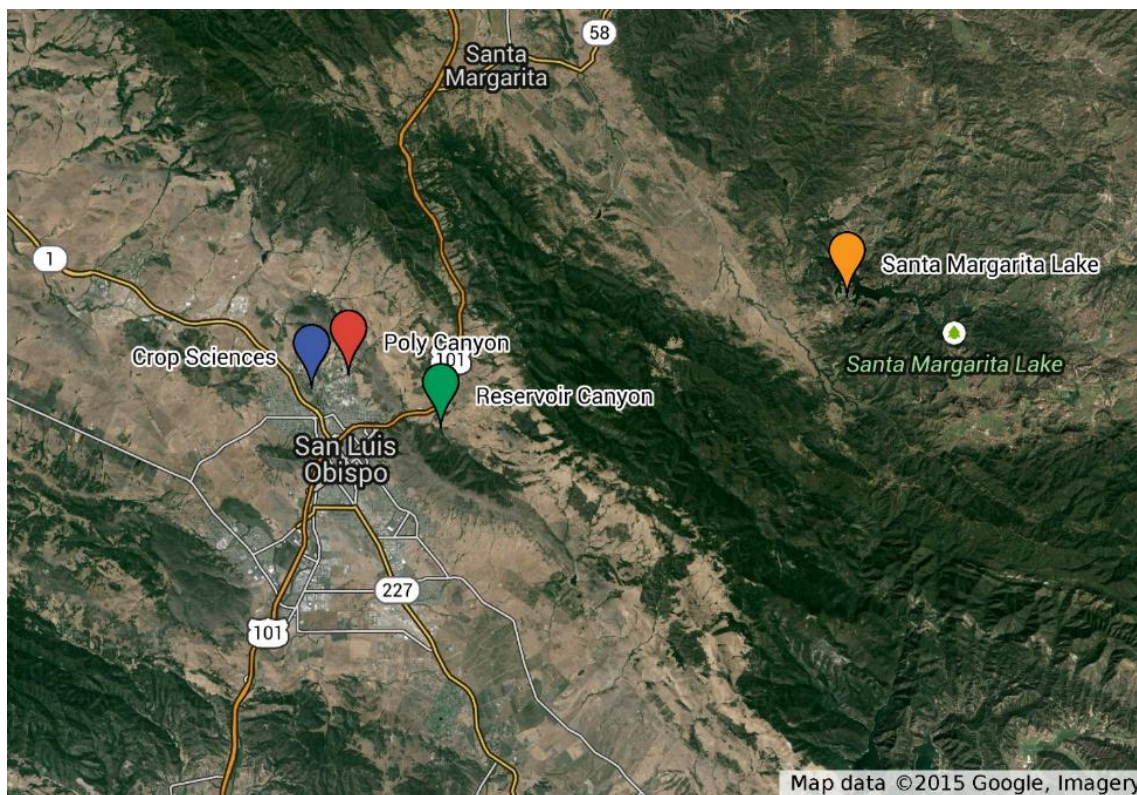 58
Santa
Margarita
1
Santa Margarita Lake
Crop Sciences
Poly Canyon
101
Santa Margarita Lake
Reservoir Canyon
San Luis
Obispo
227
101
Map data ©2015 Google, Imagery